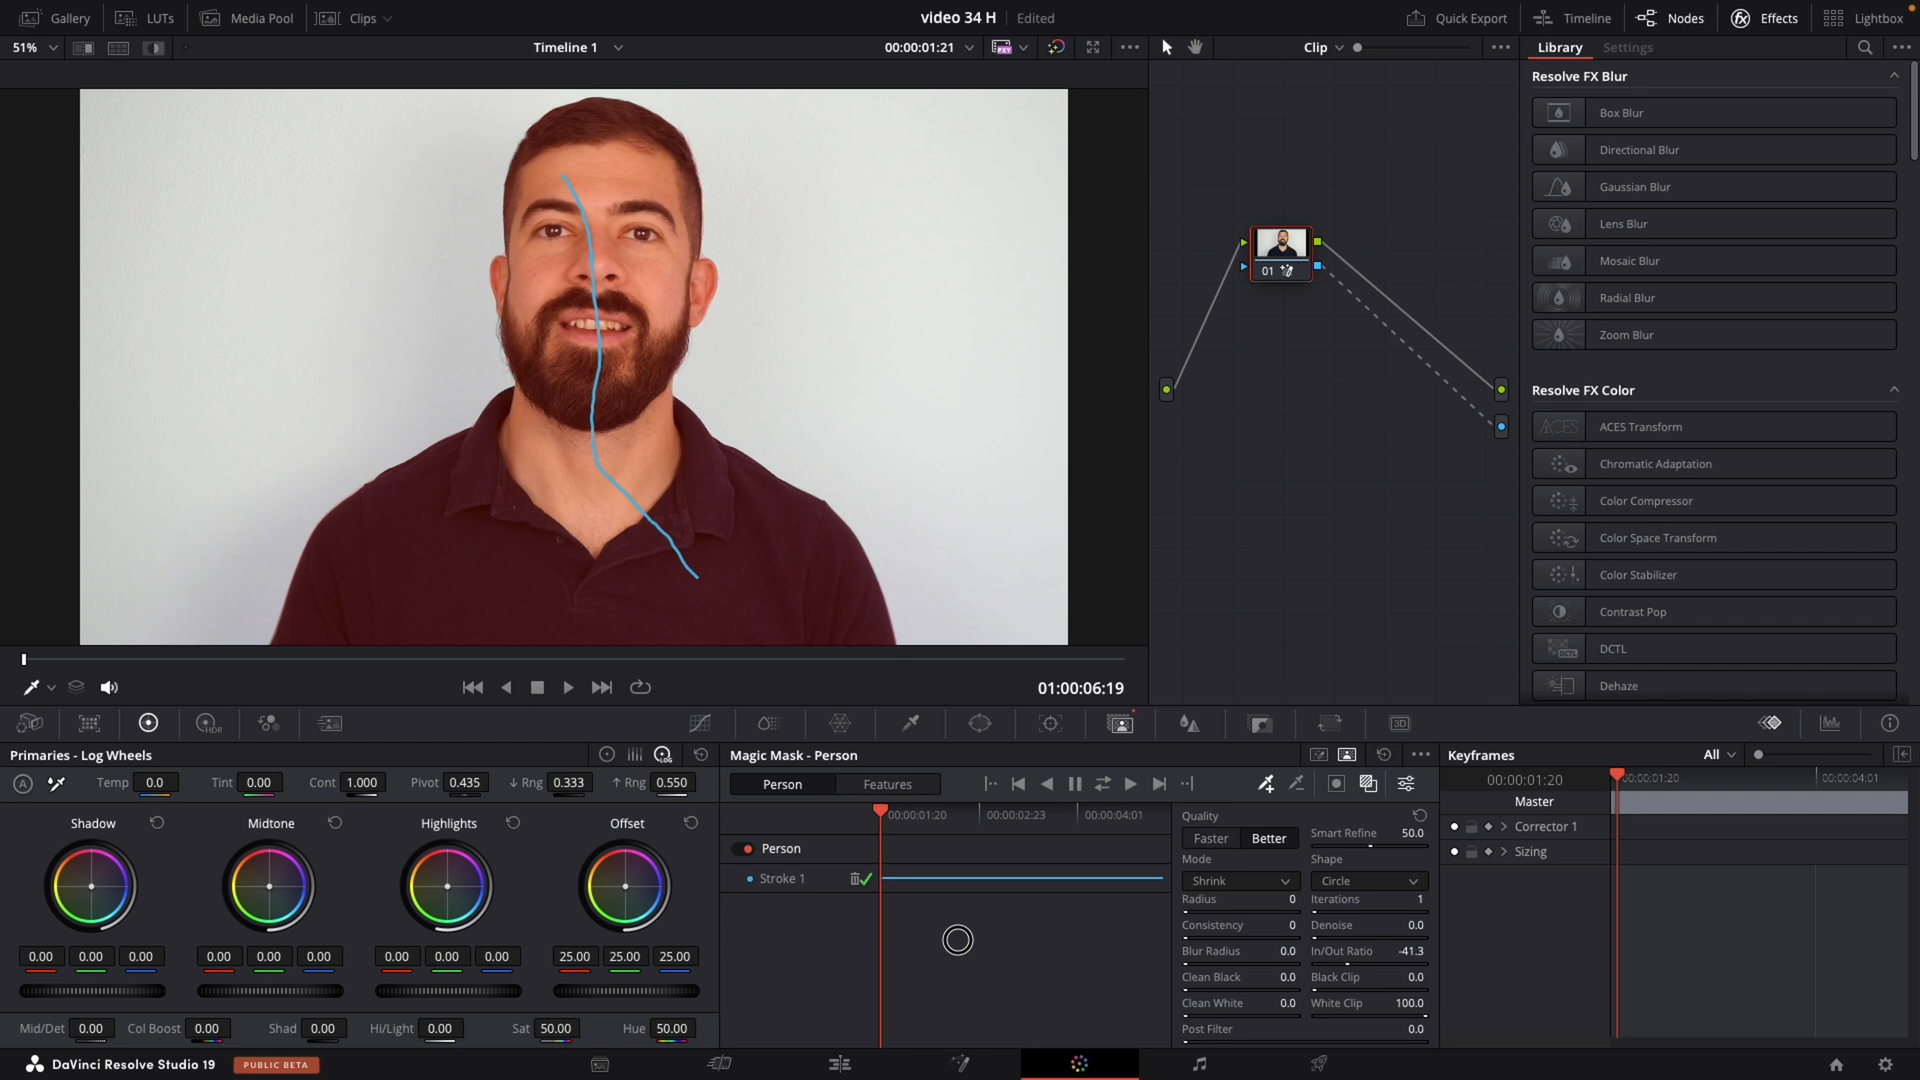 Gallery LUTs Media Pool Clips video 34 H Edited Quick Export Timeline Nodes Effects Lightbox
51% Timeline 1 00:00:01:21 Clip Library Settings
Resolve FX Blur
Box Blur
Directional Blur
Gaussian Blur
Lens Blur
Mosaic Blur
Radial Blur
Zoom Blur
01
Resolve FX Color
ACES ACES Transform
Chromatic Adaptation
Color Compressor
Color Space Transform
Color Stabilizer
Contrast Pop
DCTL DCTL
Dehaze
01:00:06:19
HDR 3D
Primaries - Log Wheels LOG Magic Mask - Person Keyframes All
A Temp 0.0 Tint 0.00 Cont 1.000 Pivot 0.435 ↓ Rng 0.333 ↑ Rng 0.550
Person Features
00:00:01:20 00:00:01:20 00:00:04:01
Master
Corrector 1
Sizing
Shadow Midtone Highlights Offset
00:00:01:20 00:00:02:23 00:00:04:01
Person
Stroke 1
Quality
Faster Better Smart Refine 50.0
Mode Shape
Shrink Circle
Radius 0 Iterations 1
Consistency 0 Denoise 0.0
Blur Radius 0.0 In/Out Ratio -41.3
Clean Black 0.0 Black Clip 0.0
Clean White 0.0 White Clip 100.0
Post Filter 0.0
0.00 0.00 0.00 0.00 0.00 0.00 0.00 0.00 0.00 25.00 25.00 25.00
Mid/Det 0.00 Col Boost 0.00 Shad 0.00 Hi/Light 0.00 Sat 50.00 Hue 50.00
DaVinci Resolve Studio 19 PUBLIC BETA